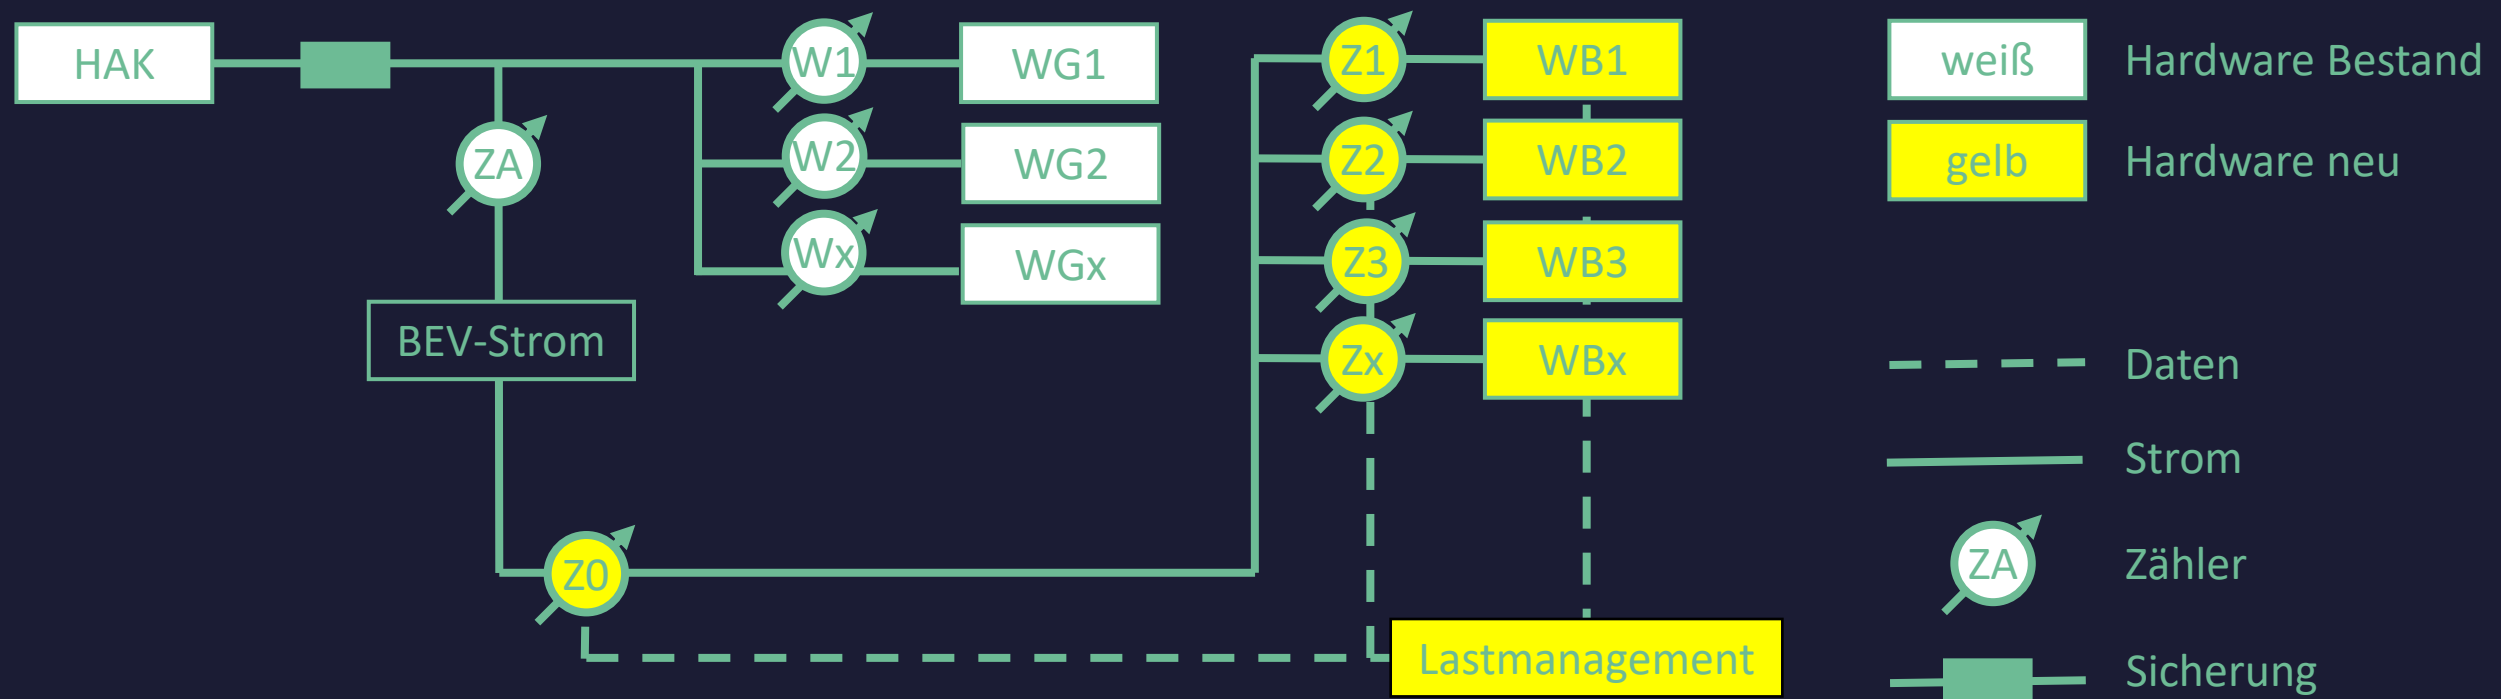 HAK
W1
WG1
Z1
WB1
weiß
Hardware Bestand
ZA
W2
WG2
Z2
WB2
gelb
Hardware neu
Wx
WGx
Z3
WB3
BEV-Strom
Zx
WBx
Daten
Strom
Z0
ZA
Zähler
Lastmanagement
Sicherung